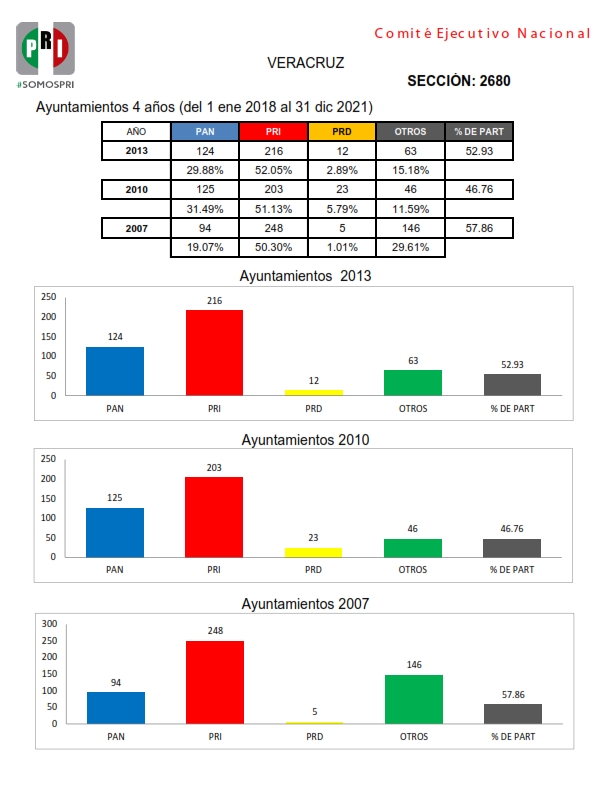 Comité Ejecutivo Nacional
PRI
#SOMOSPRI
VERACRUZ
SECCIÓN: 2680
Ayuntamientos 4 años (del 1 ene 2018 al 31 dic 2021)
AÑO PAN PRI PRD OTROS % DE PART
2013 124 216 12 63 52.93
29.88% 52.05% 2.89% 15.18%
2010 125 203 23 46 46.76
31.49% 51.13% 5.79% 11.59%
2007 94 248 5 146 57.86
19.07% 50.30% 1.01% 29.61%
Ayuntamientos 2013
250
200
150
100
50
0
124 216 12 63 52.93
PAN PRI PRD OTROS % DE PART
Ayuntamientos 2010
250
200
150
100
50
0
125 203 23 46 46.76
PAN PRI PRD OTROS % DE PART
Ayuntamientos 2007
300
250
200
150
100
50
0
94 248 5 146 57.86
PAN PRI PRD OTROS % DE PART